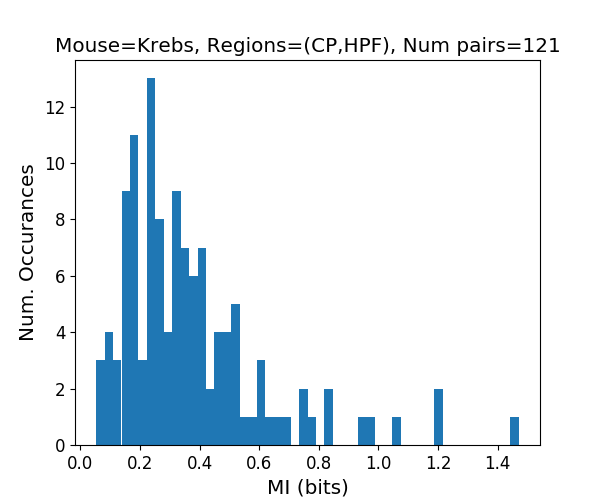 Mouse=Krebs, Regions=(CP,HPF), Num pairs=121
Num. Occurances
12
10
8
6
4
2
0
0.0 0.2 0.4 0.6 0.8 1.0 1.2 1.4
MI (bits)